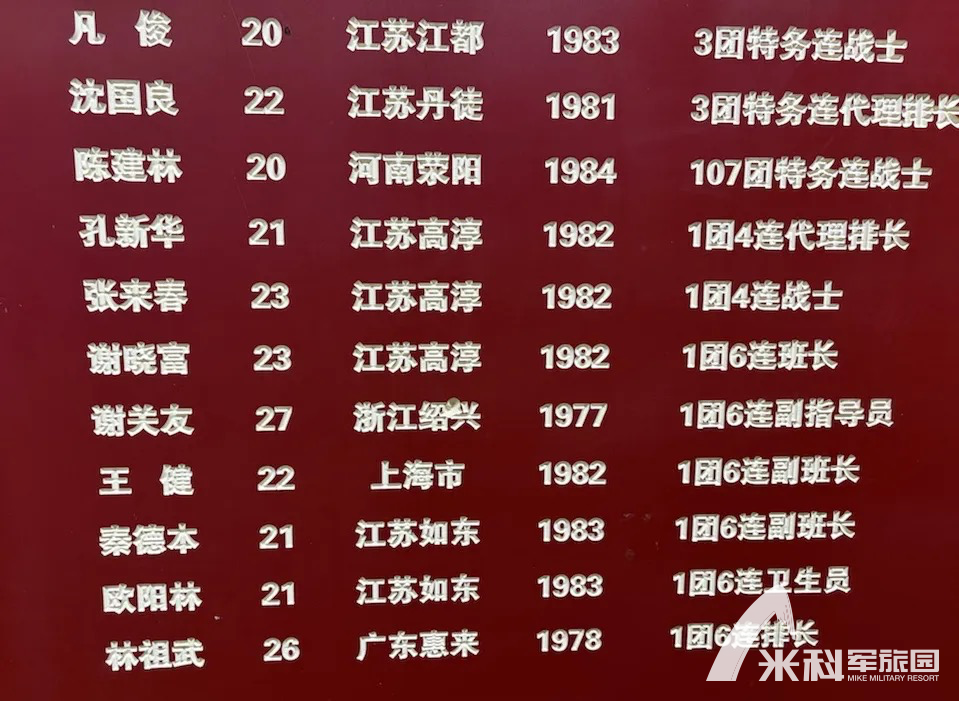 凡 俊 20 江苏江都 1983 3团特务连战士
沈国良 22 江苏丹徒 1981 3团特务连代理排长
陈建林 20 河南荥阳 1984 107团特务连战士
孔新华 21 江苏高淳 1982 1团4连代理排长
张来春 23 江苏高淳 1982 1团4连战士
谢晓富 23 江苏高淳 1982 1团6连班长
谢关友 27 浙江绍兴 1977 1团6连副指导员
王 健 22 上海市 1982 1团6连副班长
秦德本 21 江苏如东 1983 1团6连副班长
欧阳林 21 江苏如东 1983 1团6连卫生员
林祖武 26 广东惠来 1978 1团6连排长
米科军旅园
MIKE MILITARY RESORT